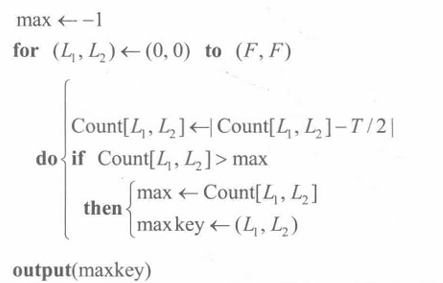 max ← −1
for (L₁, L₂) ← (0, 0) to (F, F)
Count[L₁, L₂] ←| Count[L₁, L₂] − T / 2 |
do if Count[L₁, L₂] > max
then max ← Count[L₁, L₂]
maxkey ← (L₁, L₂)
output(maxkey)